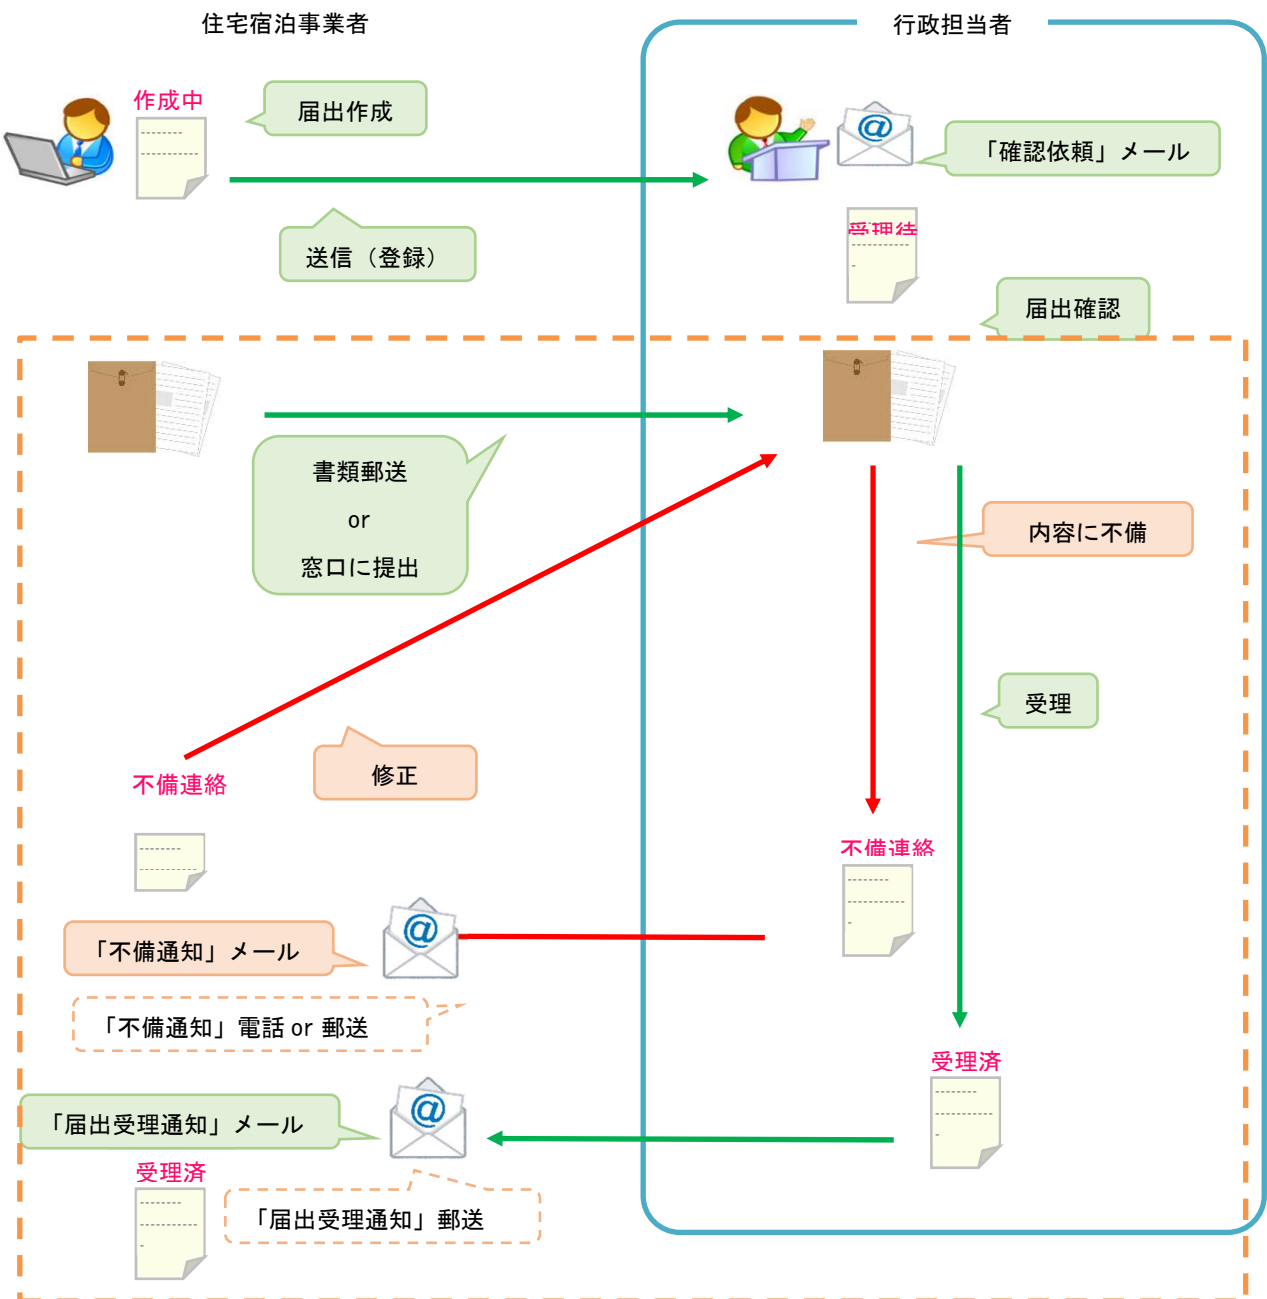 住宅宿泊事業者
行政担当者
作成中
届出作成
「確認依頼」メール
送信（登録）
受理待
届出確認
書類郵送
or
窓口に提出
内容に不備
受理
修正
不備連絡
不備連絡
「不備通知」メール
「不備通知」電話 or 郵送
受理済
「届出受理通知」メール
受理済
「届出受理通知」郵送